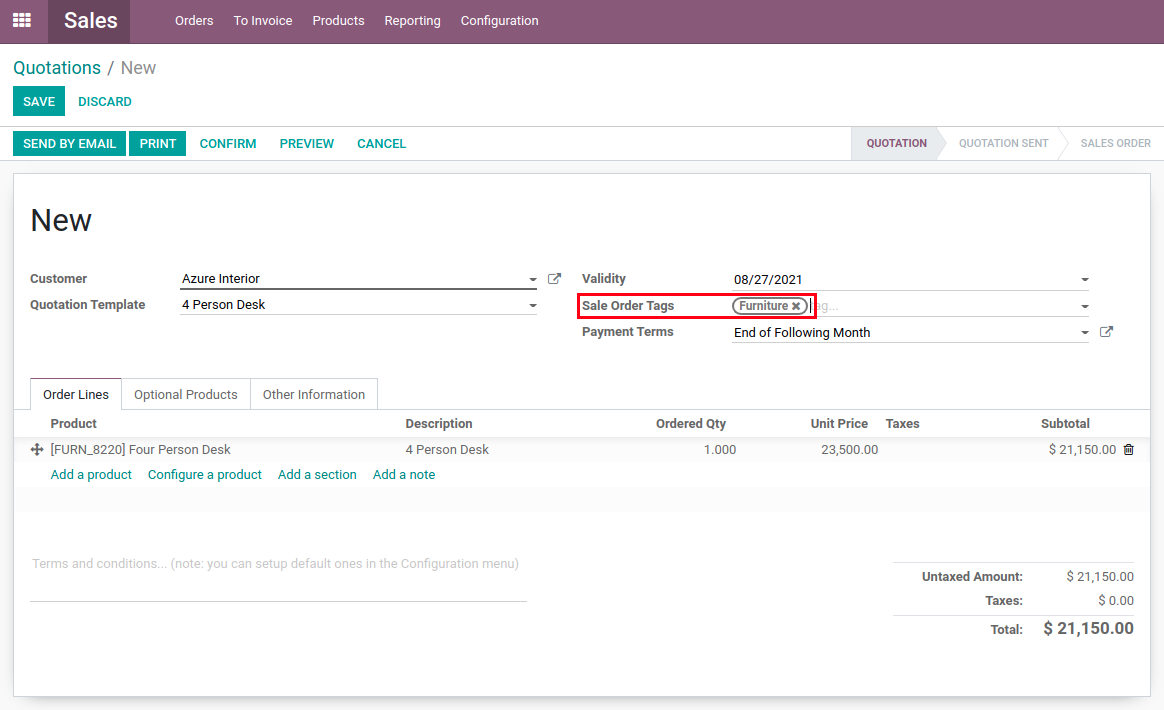 Sales Orders To Invoice Products Reporting Configuration
Quotations / New
SAVE DISCARD
SEND BY EMAIL PRINT CONFIRM PREVIEW CANCEL QUOTATION QUOTATION SENT SALES ORDER
New
Customer Azure Interior Validity 08/27/2021
Quotation Template 4 Person Desk Sale Order Tags Furniture ag...
Payment Terms End of Following Month
Order Lines Optional Products Other Information
Product Description Ordered Qty Unit Price Taxes Subtotal
[FURN_8220] Four Person Desk 4 Person Desk 1.000 23,500.00 $ 21,150.00
Add a product Configure a product Add a section Add a note
Terms and conditions... (note: you can setup default ones in the Configuration menu)
Untaxed Amount: $ 21,150.00
Taxes: $ 0.00
Total: $ 21,150.00